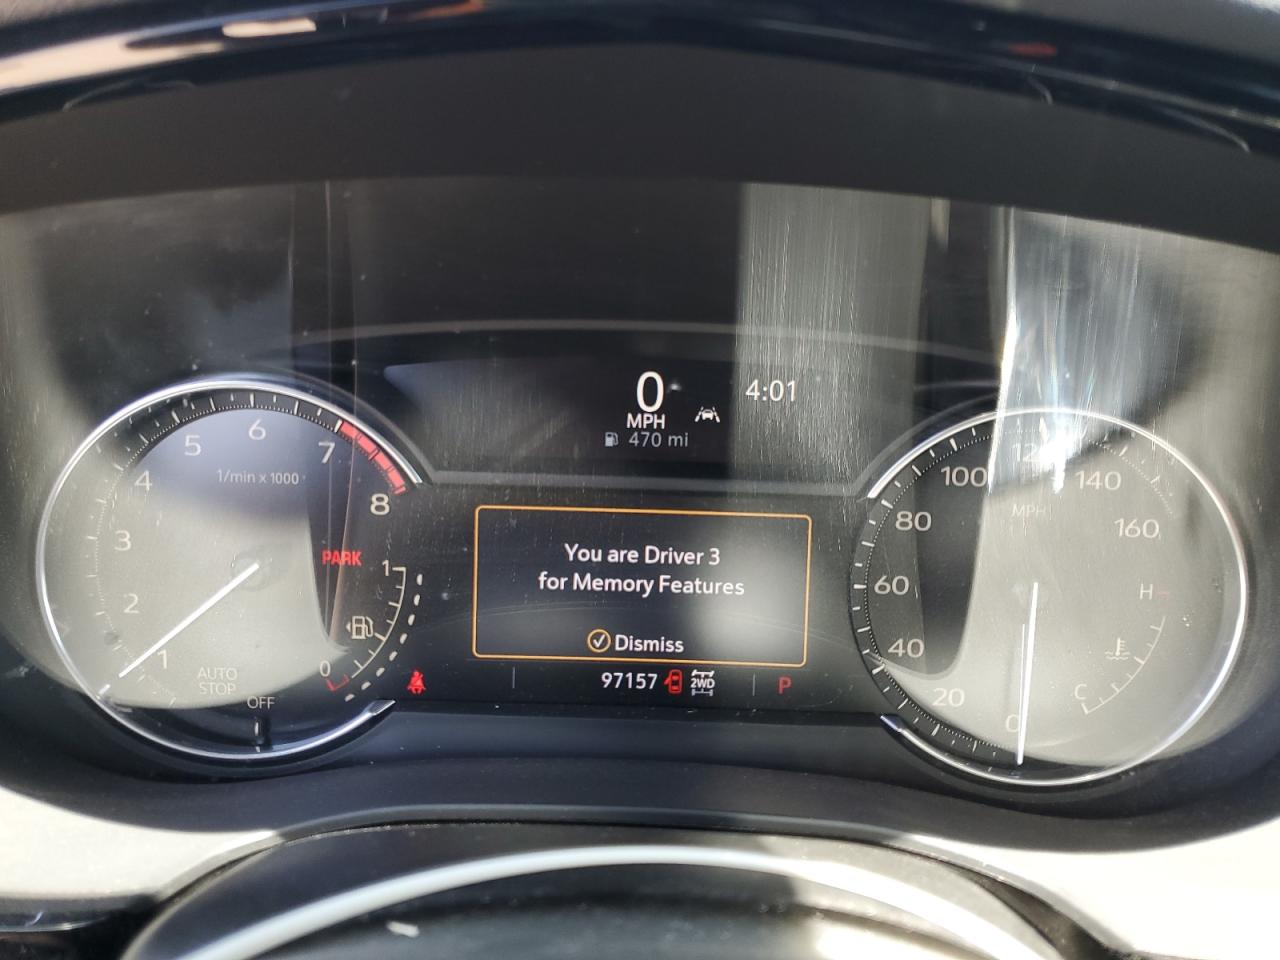 0
MPH
4:01
470 mi
1
2
3
4
5
6
7
8
1/min x 1000
PARK
1
0
AUTO
STOP
OFF
You are Driver 3
for Memory Features
Dismiss
97157
2WD
P
0
20
40
60
80
100
140
160
MPH
H
C